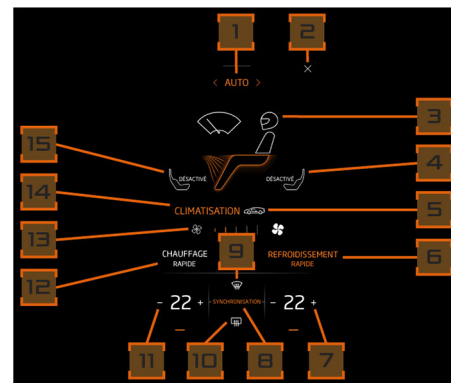 1 2
< AUTO >
3
15 DÉSACTIVÉ DÉSACTIVÉ 4
14 CLIMATISATION 5
13
9
CHAUFFAGE REFROIDISSEMENT 6
12 RAPIDE RAPIDE
- 22 + - SYNCHRONISATION - - 22 +
11 10 8 7